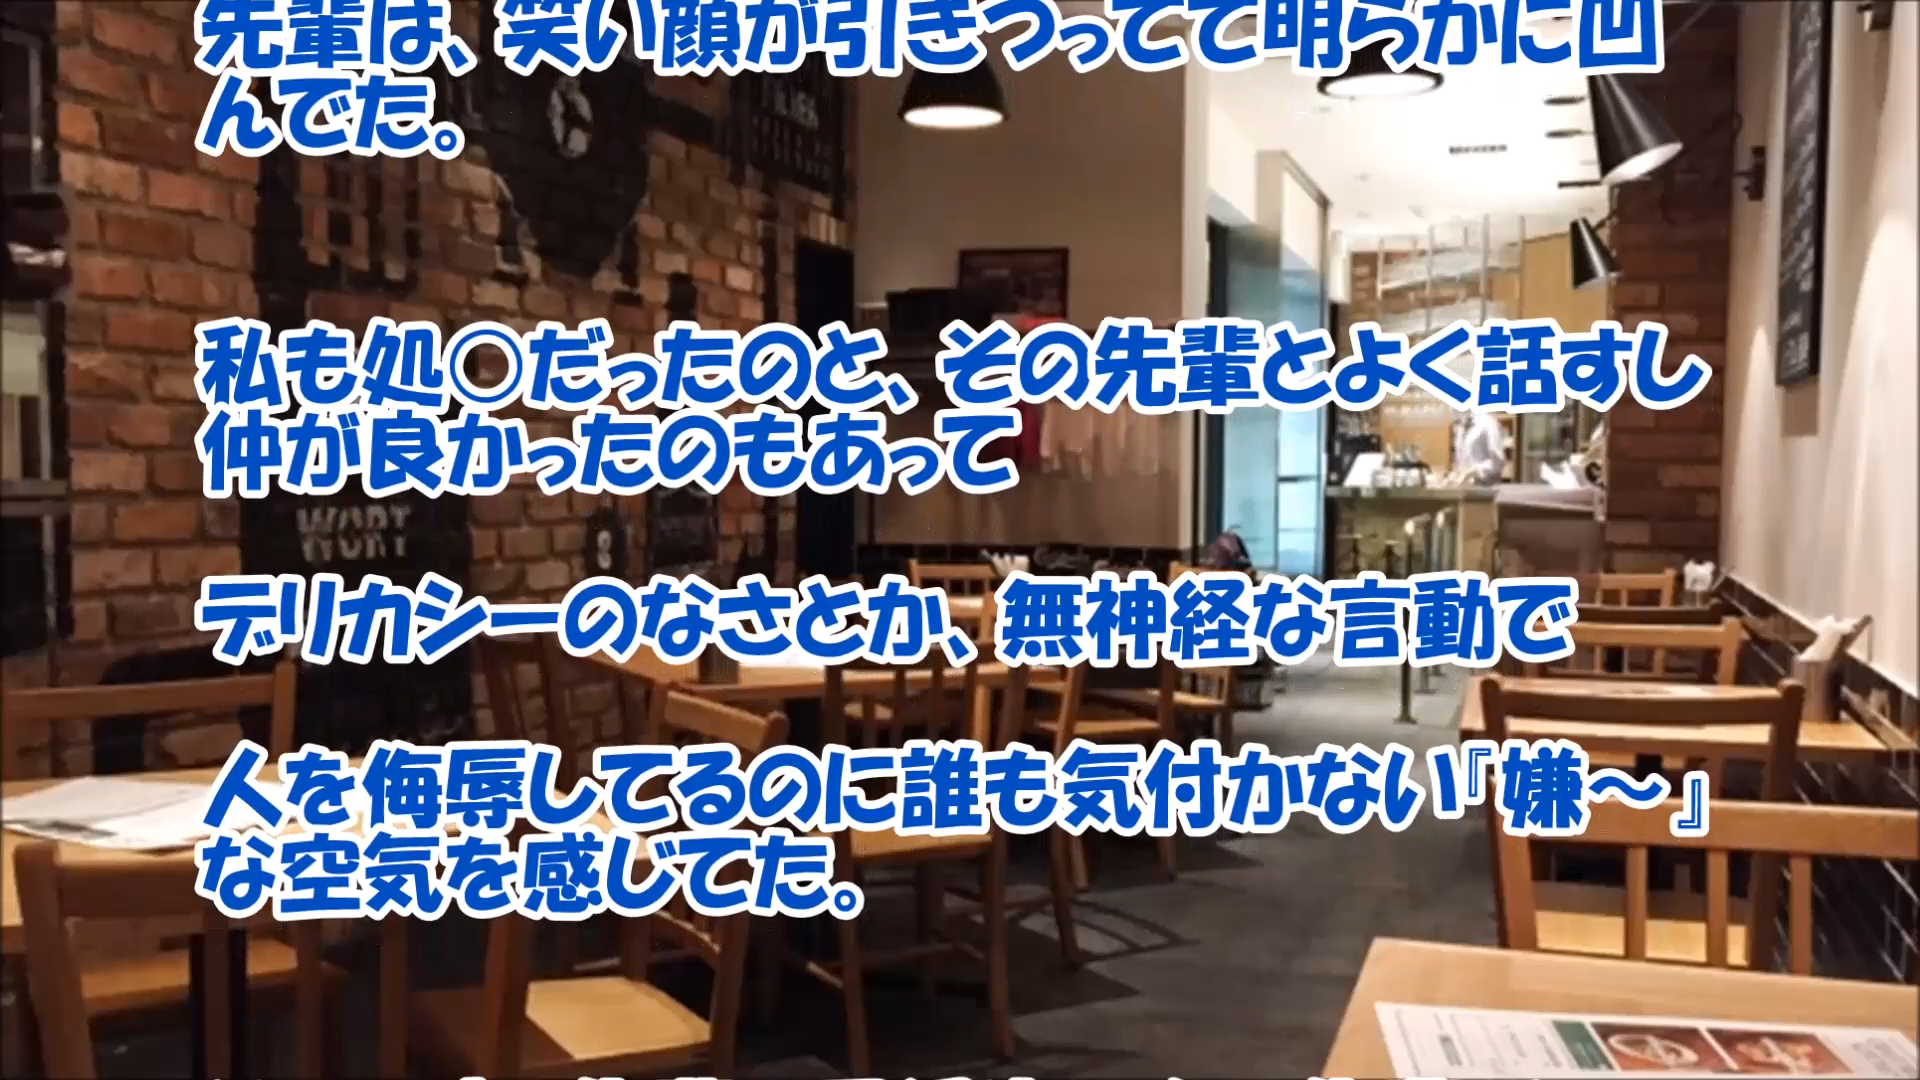 先輩は、笑い顔が引きつってて明らかに凹
んでた。
私も処○だったのと、その先輩とよく話すし
仲が良かったのもあって
デリカシーのなさとか、無神経な言動で
人を侮辱してるのに誰も気付かない『嫌～』
な空気を感じてた。